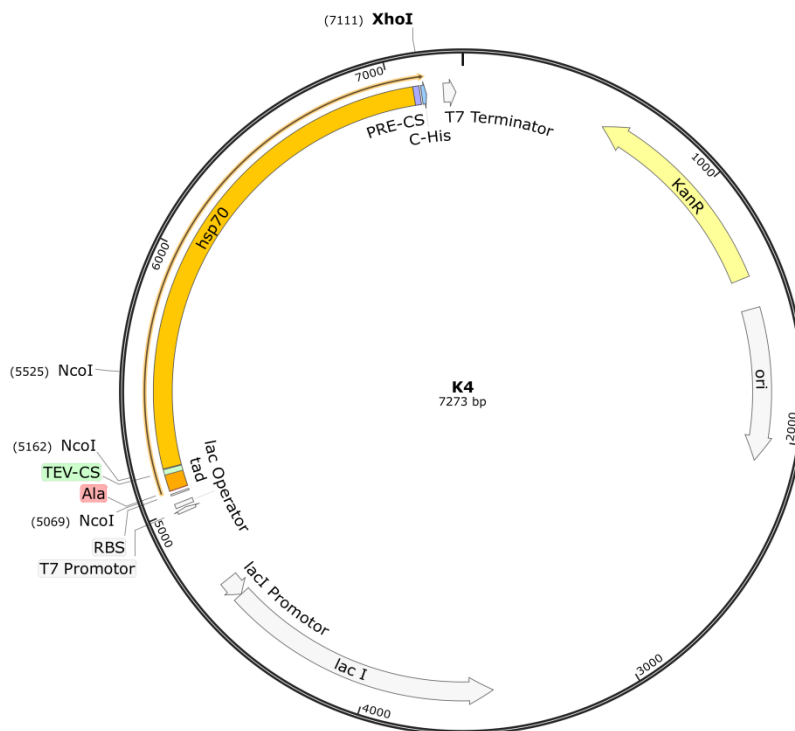 (7111) XhoI
7000
PRE-CS
C-His
T7 Terminator
KanR
1000
hsp70
6000
(5525) NcoI
K4
7273 bp
ori
2000
(5162) NcoI
TEV-CS
Ala
(5069) NcoI
RBS
T7 Promotor
tad
lac Operator
5000
lacI Promotor
lac I
3000
4000